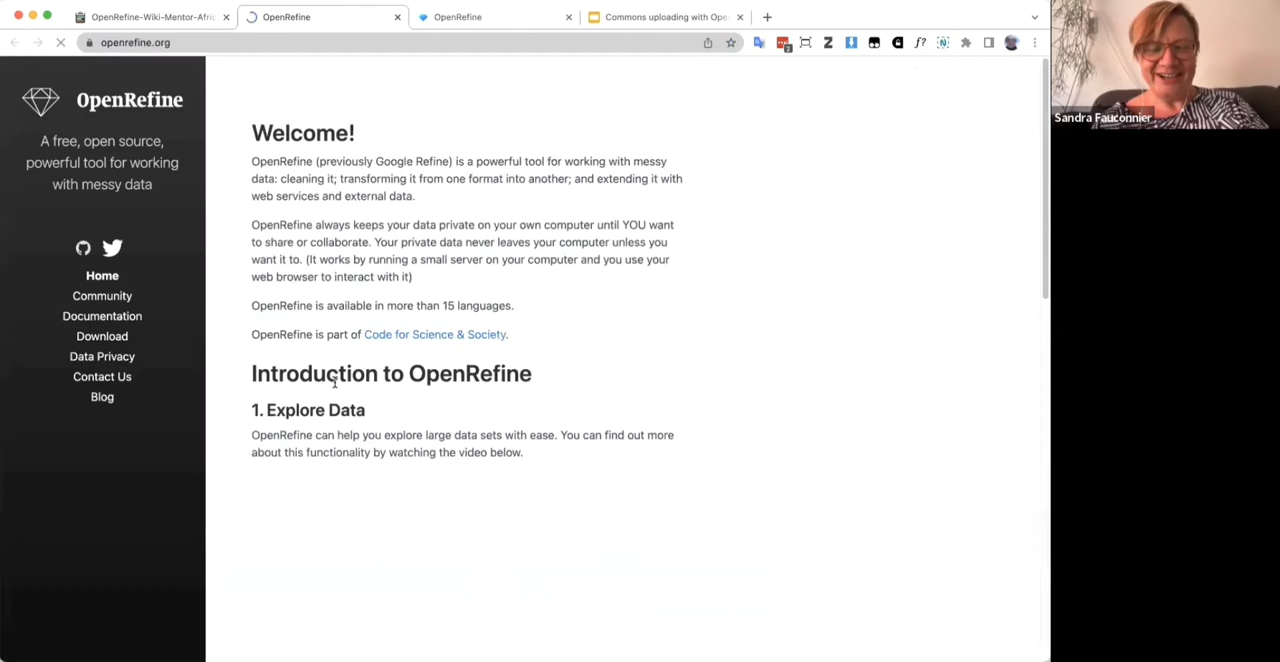 OpenRefine-Wiki-Mentor-Afric
OpenRefine
OpenRefine
Commons uploading with Ope
openrefine.org
OpenRefine
A free, open source,
powerful tool for working
with messy data
Home
Community
Documentation
Download
Data Privacy
Contact Us
Blog
Welcome!
OpenRefine (previously Google Refine) is a powerful tool for working with messy
data: cleaning it; transforming it from one format into another; and extending it with
web services and external data.
OpenRefine always keeps your data private on your own computer until YOU want
to share or collaborate. Your private data never leaves your computer unless you
want it to. (It works by running a small server on your computer and you use your
web browser to interact with it)
OpenRefine is available in more than 15 languages.
OpenRefine is part of Code for Science & Society.
Introduction to OpenRefine
1. Explore Data
OpenRefine can help you explore large data sets with ease. You can find out more
about this functionality by watching the video below.
Sandra Fauconnier